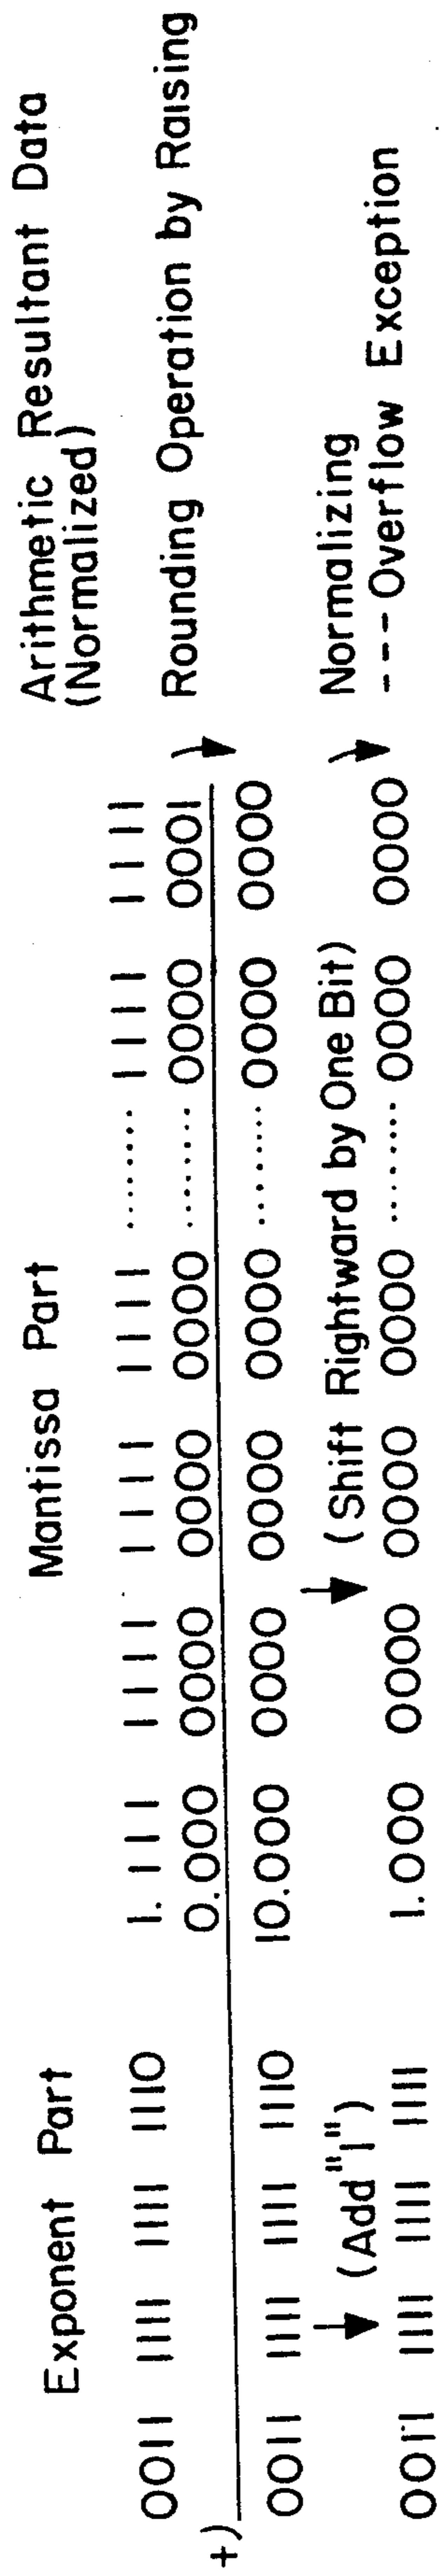 Exponent Part Mantissa Part Arithmetic Resultant Data
(Normalized)
0011 1111 1111 1110 1.111 1111 1111 1111 ......... 1111 1111
+) 0.000 0000 0000 0000 ......... 0000 0001 Rounding Operation by Raising
0011 1111 1111 1110 10.000 0000 0000 0000 ......... 0000 0000
(Add "1") (Shift Rightward by One Bit) Normalizing
0011 1111 1111 1111 1.000 0000 0000 0000 ......... 0000 0000 --- Overflow Exception